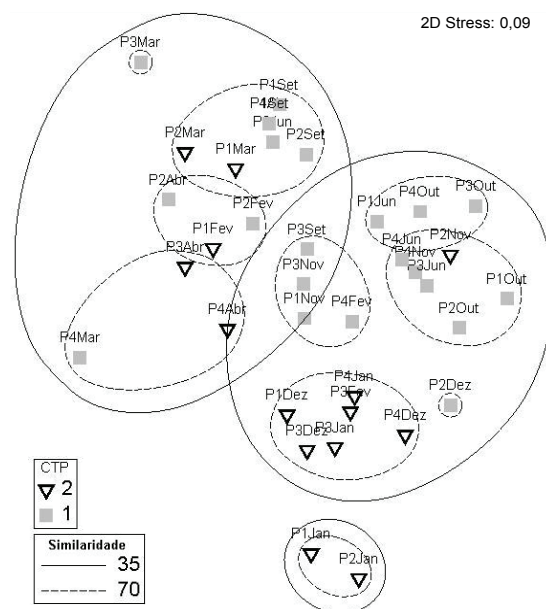 2D Stress: 0,09
P3Mar
P1Set
P2Mar
P1Mar
P2Set
P2Abr
P2Fev
P1Fev
P3Abr
P4Abr
P4Mar
P3Set
P3Nov
P1Nov
P4Fev
P1Jun
P4Out
P3Out
P2Nov
P4Jun
P4Nov
P3Jun
P1Out
P2Out
P2Dez
P4Jan
P3Fev
P1Dez
P3Dez
P3Jan
P4Dez
P1Jan
P2Jan
CTP
2
1
Similaridade
35
70